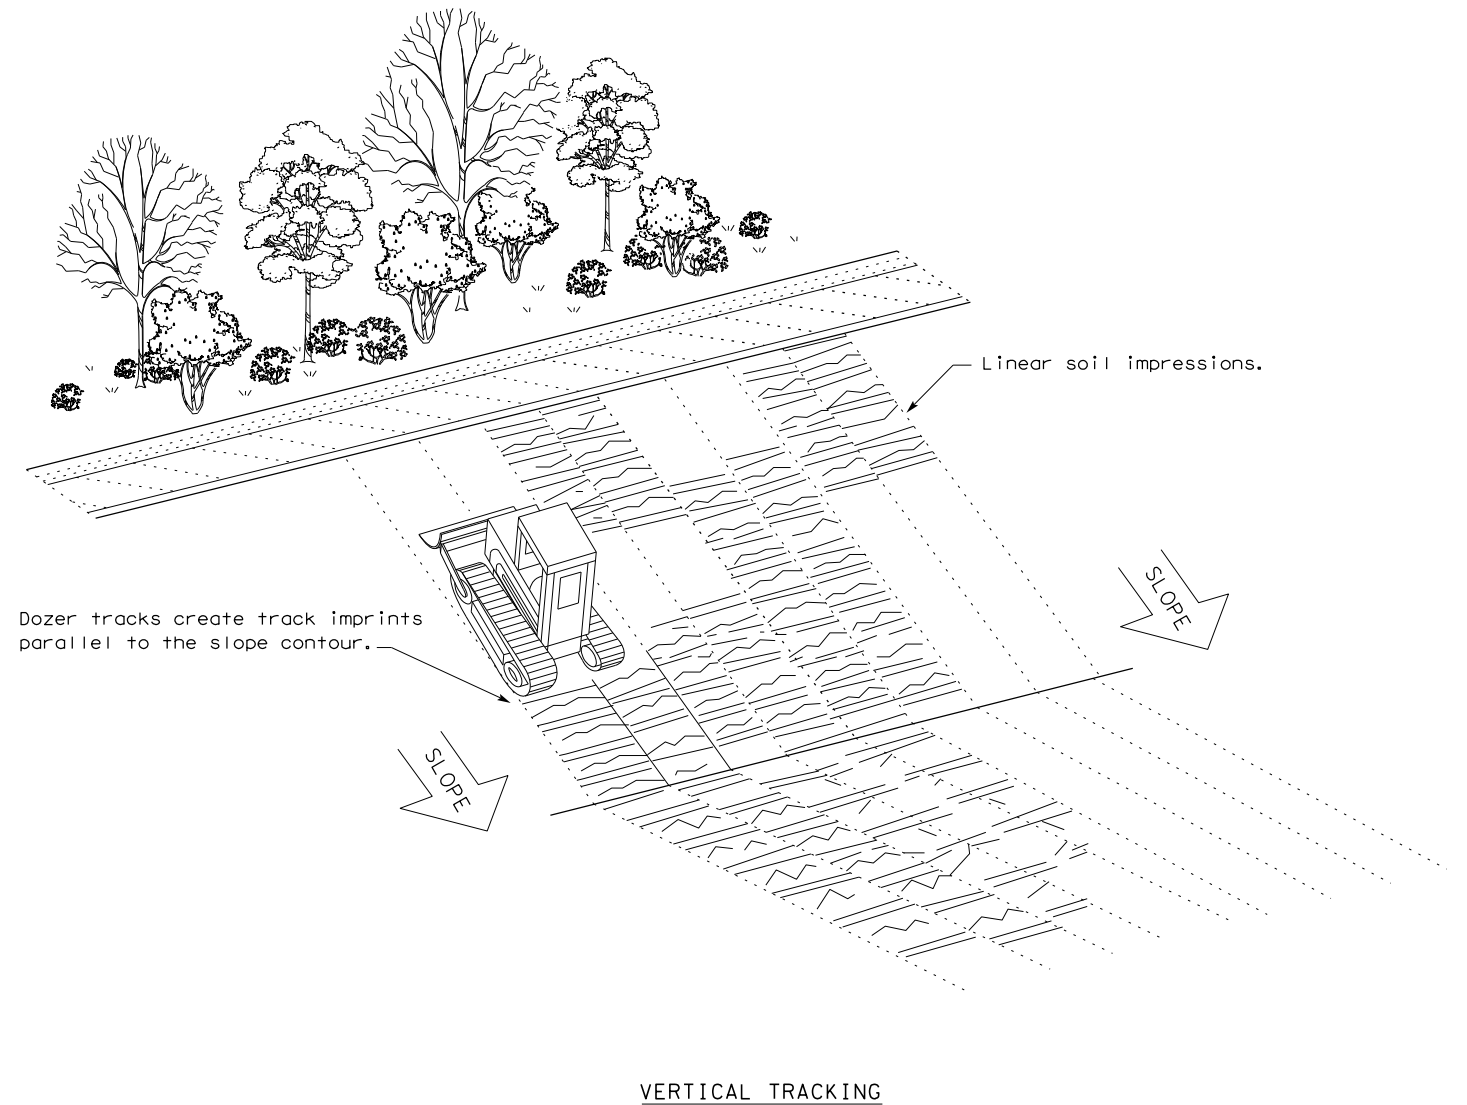 Linear soil impressions.
Dozer tracks create track imprints
parallel to the slope contour.
SLOPE
SLOPE
VERTICAL TRACKING